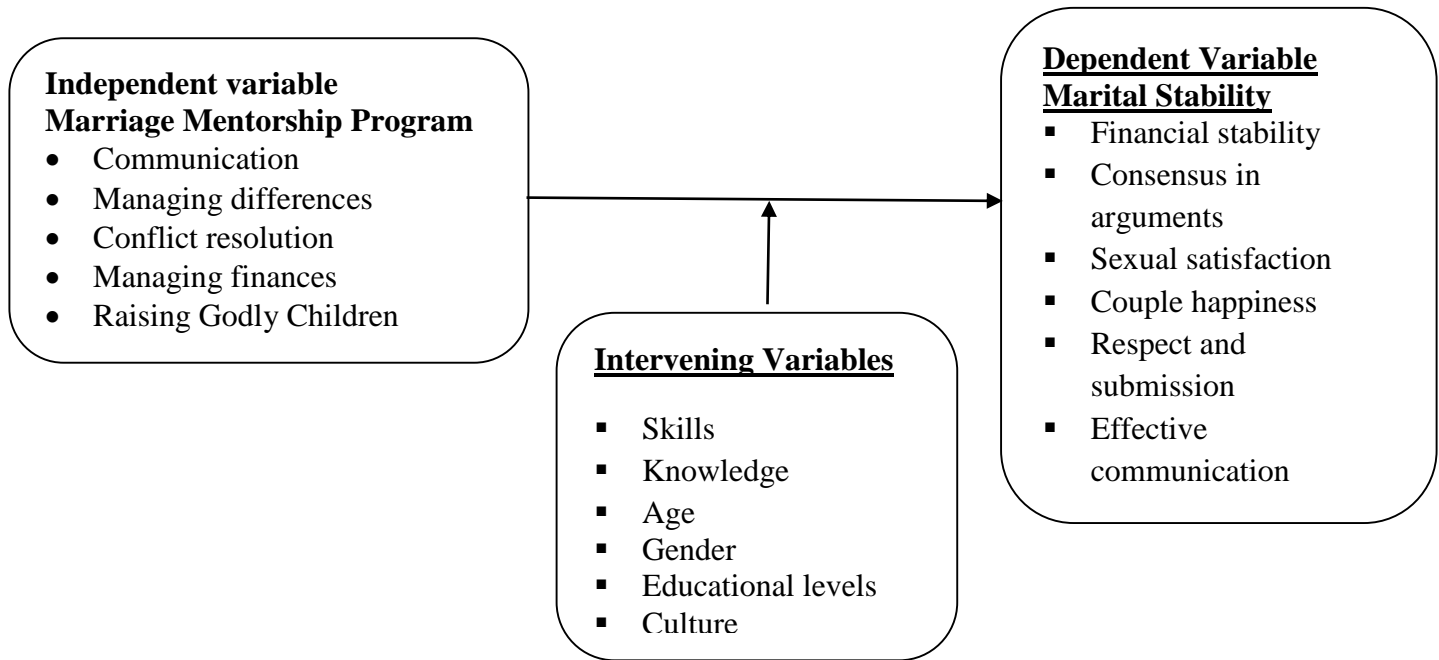 Independent variable
Marriage Mentorship Program
• Communication
• Managing differences
• Conflict resolution
• Managing finances
• Raising Godly Children
Intervening Variables
▪ Skills
▪ Knowledge
▪ Age
▪ Gender
▪ Educational levels
▪ Culture
Dependent Variable
Marital Stability
▪ Financial stability
▪ Consensus in
arguments
▪ Sexual satisfaction
▪ Couple happiness
▪ Respect and
submission
▪ Effective
communication